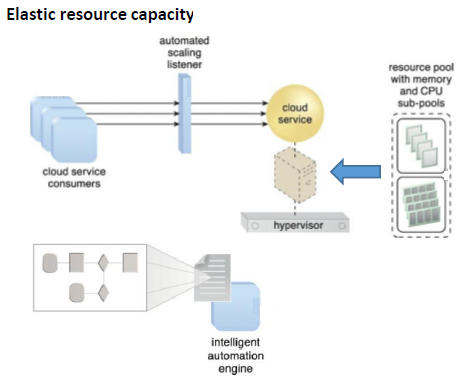 Elastic resource capacity
automated
scaling
listener
cloud
service
resource pool
with memory
and CPU
sub-pools
cloud service
consumers
hypervisor
intelligent
automation
engine